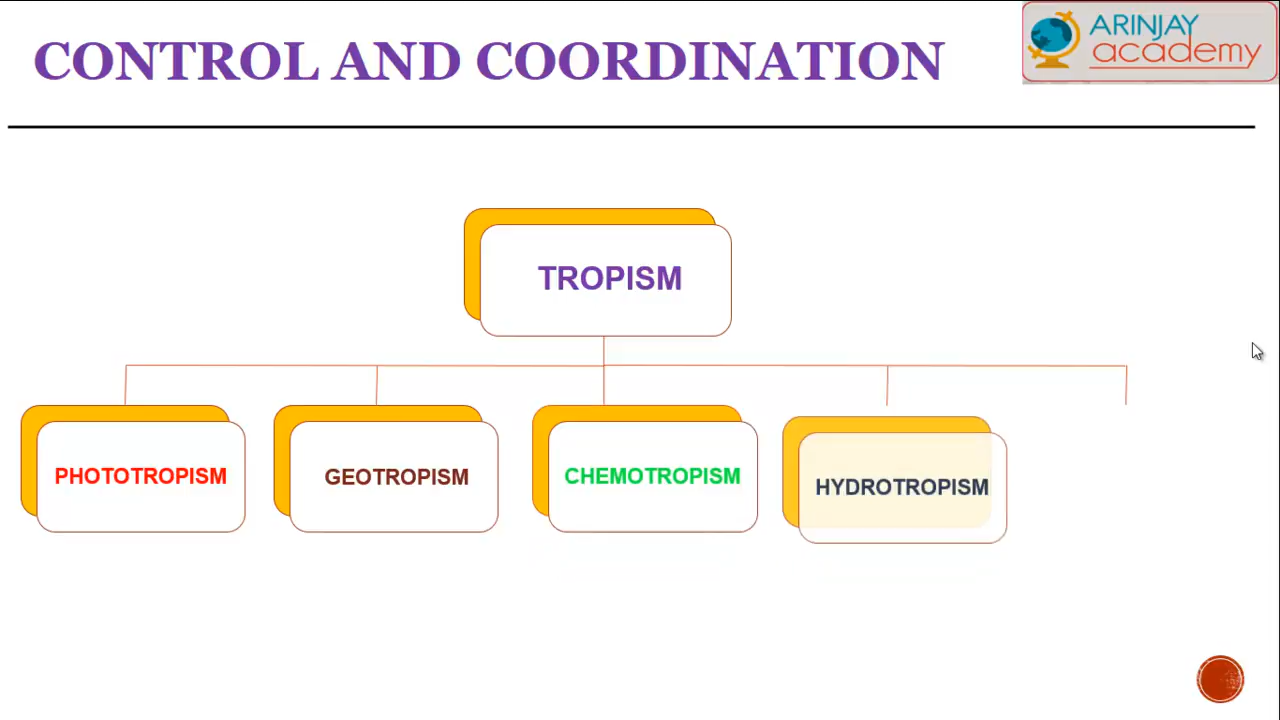 CONTROL AND COORDINATION
ARINJAY
academy
TROPISM
PHOTOTROPISM
GEOTROPISM
CHEMOTROPISM
HYDROTROPISM